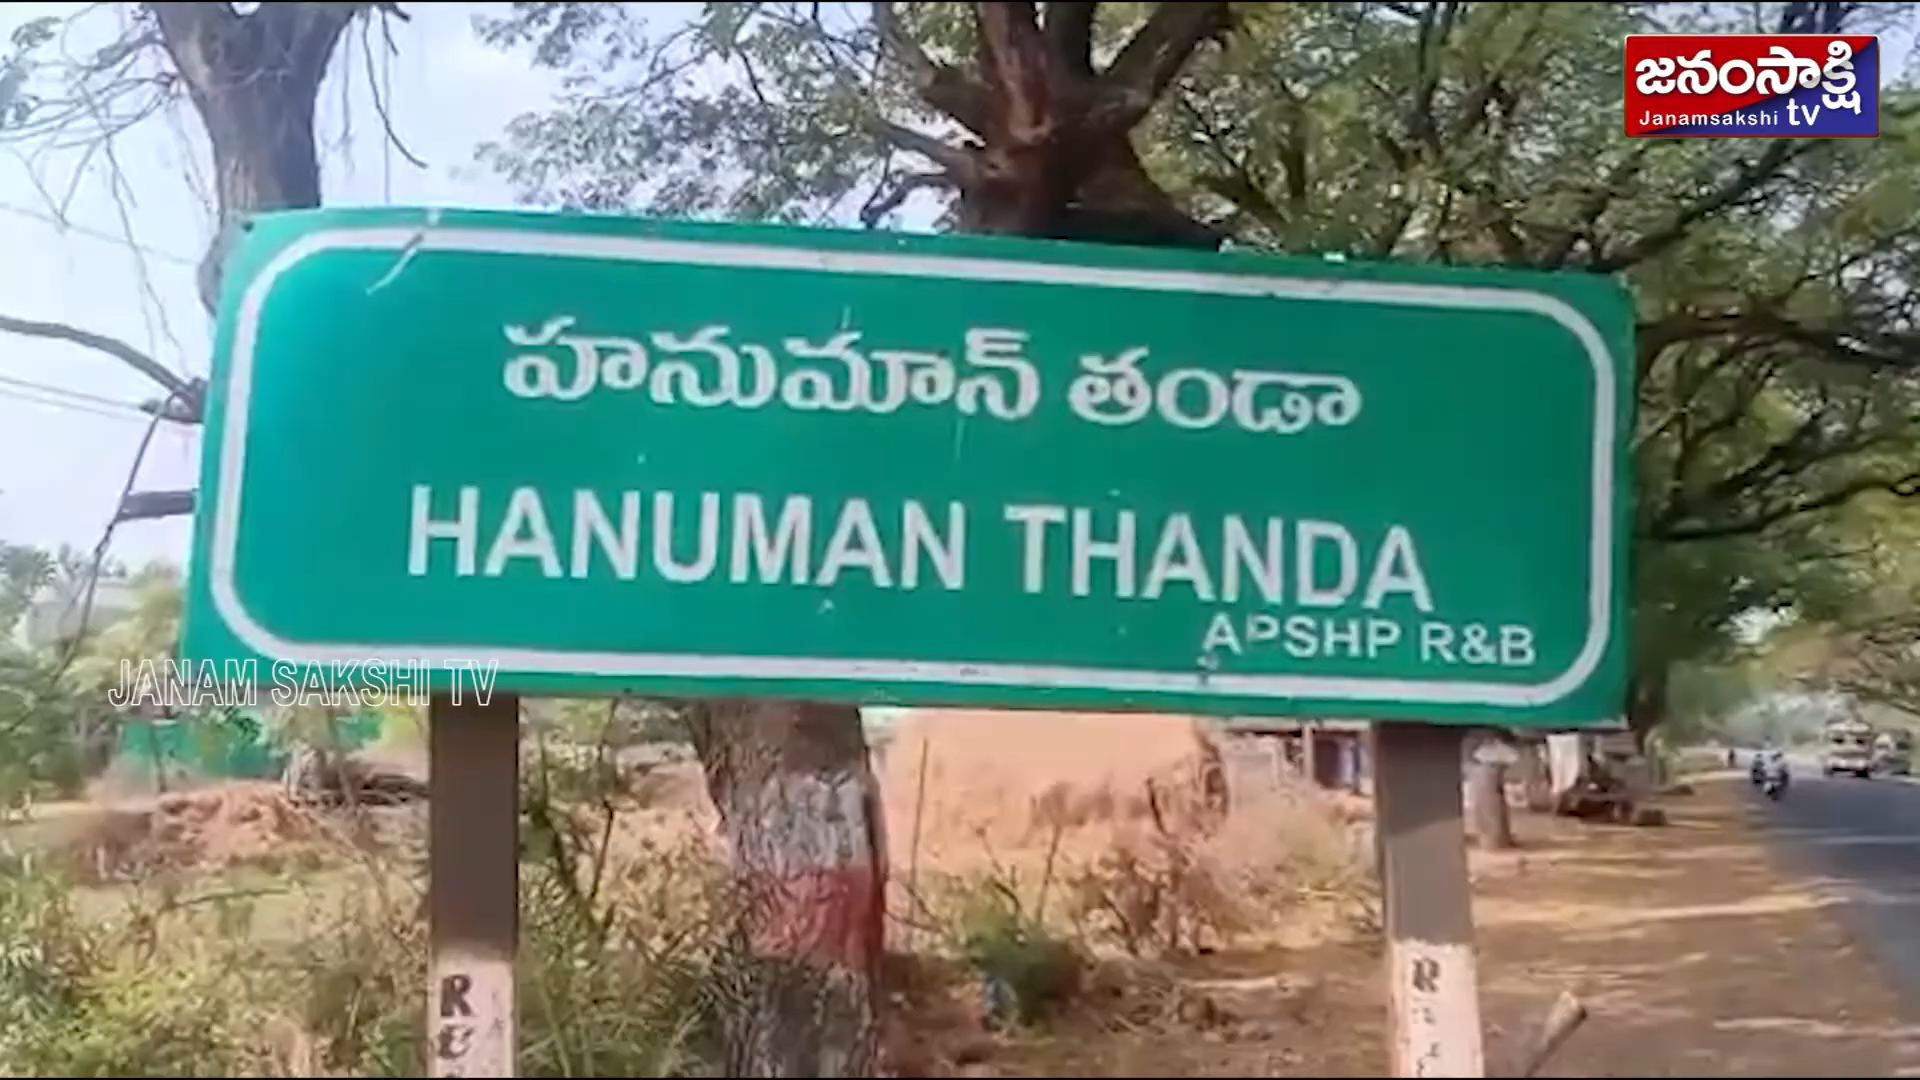 జనంసాక్షి
Janamsakshi tv
హనుమాన్ తండా
HANUMAN THANDA
APSHP R&B
JANAM SAKSHI TV
R&
R